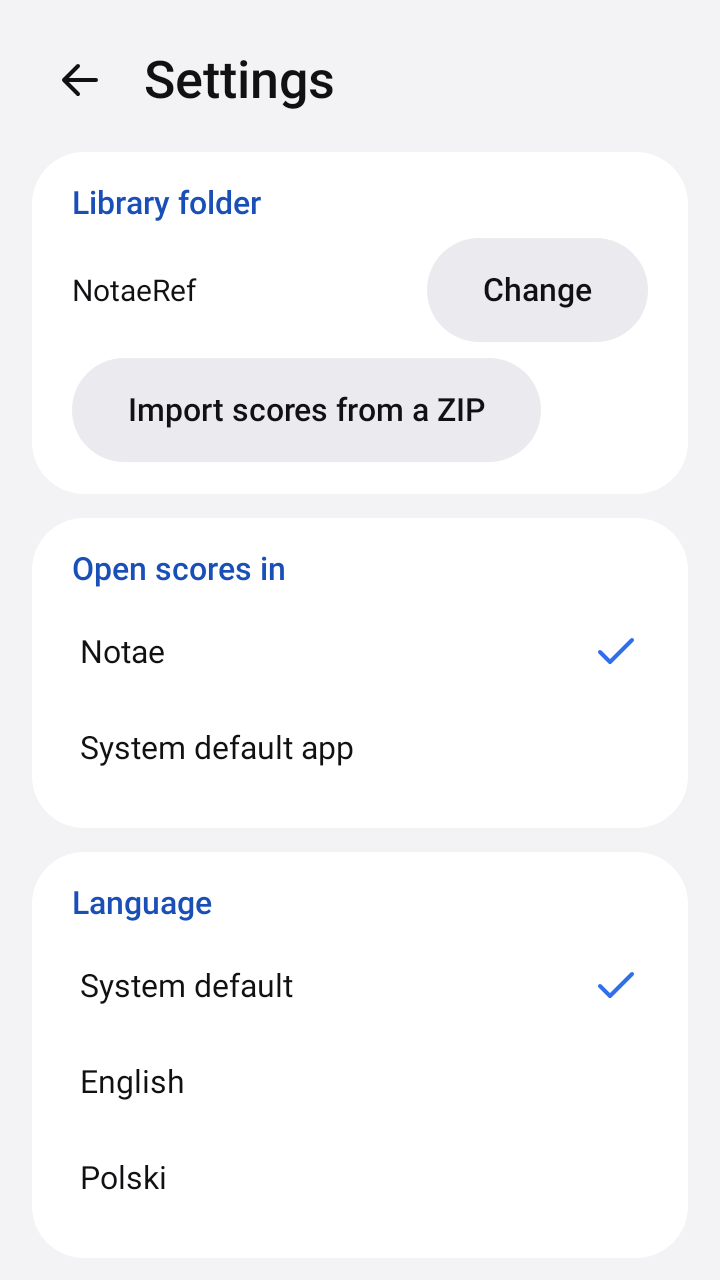 Settings
Library folder
NotaeRef
Change
Import scores from a ZIP
Open scores in
Notae
System default app
Language
System default
English
Polski